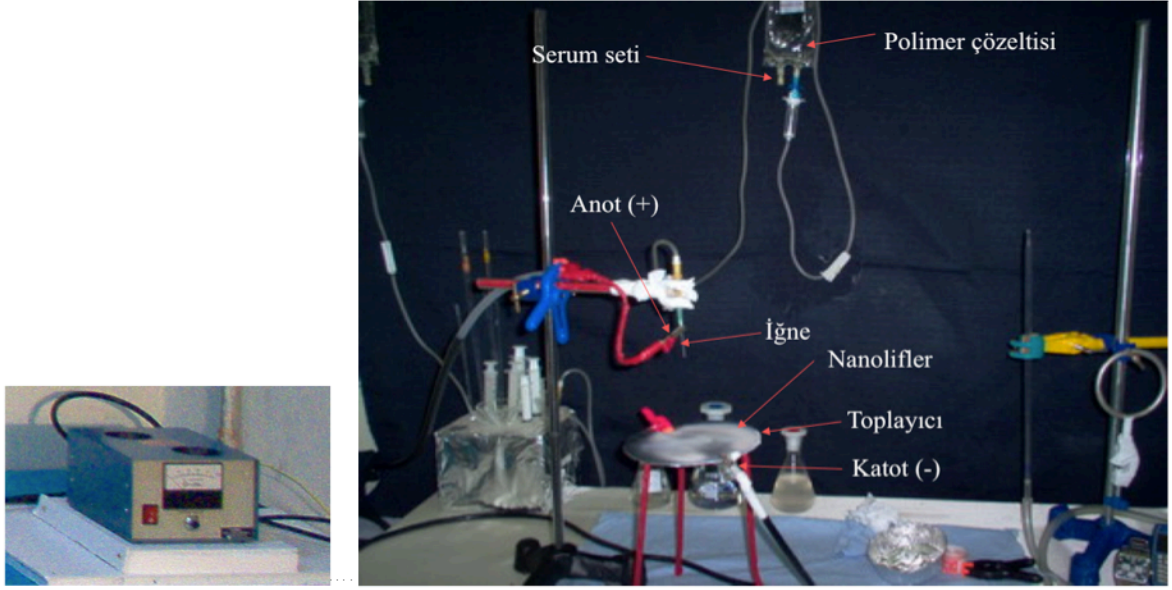 Polimer çözeltisi
Serum seti
Anot (+)
İğne
Nanolifler
Toplayıcı
Katot (-)